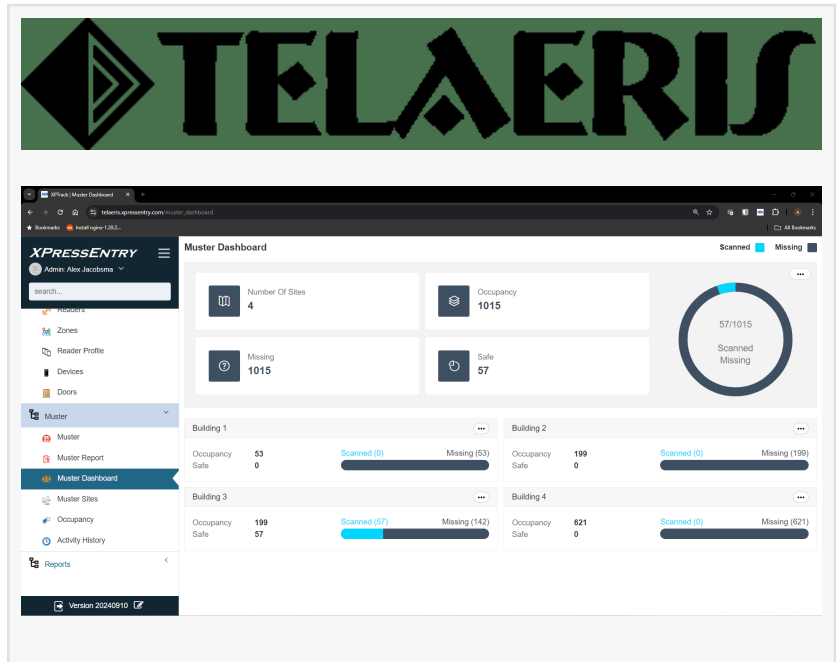 TELAERIS
XPTrack | Muster Dashboard
telaeris.xpressentry.com/muster_dashboard
Bookmarks Install nginx-1.20.2... All Bookmarks
XPRESSENTRY
Admin: Alex Jacobsma
search...
Readers
Zones
Reader Profile
Devices
Doors
Muster
Muster
Muster Report
Muster Dashboard
Muster Sites
Occupancy
Activity History
Reports
Version 20240910
Muster Dashboard Scanned Missing
Number Of Sites
4
Occupancy
1015
Missing
1015
Safe
57
57/1015
Scanned
Missing
Building 1
Occupancy 53 Scanned (0) Missing (53)
Safe 0
Building 2
Occupancy 199 Scanned (0) Missing (199)
Safe 0
Building 3
Occupancy 199 Scanned (57) Missing (142)
Safe 57
Building 4
Occupancy 621 Scanned (0) Missing (621)
Safe 0